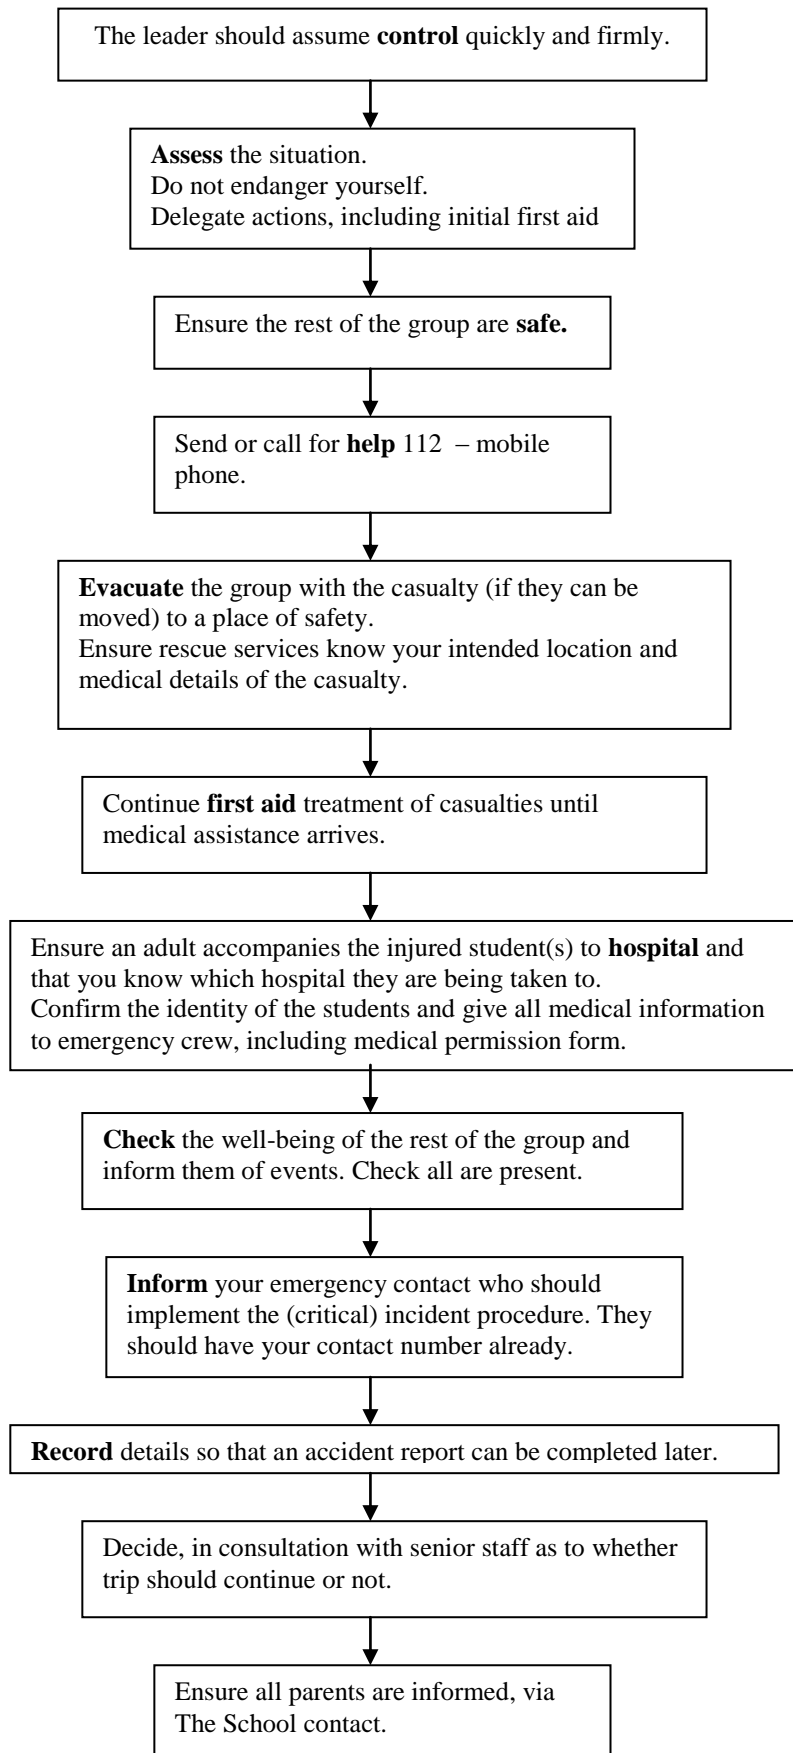 The leader should assume control quickly and firmly.
Assess the situation.
Do not endanger yourself.
Delegate actions, including initial first aid
Ensure the rest of the group are safe.
Send or call for help 112 – mobile
phone.
Evacuate the group with the casualty (if they can be
moved) to a place of safety.
Ensure rescue services know your intended location and
medical details of the casualty.
Continue first aid treatment of casualties until
medical assistance arrives.
Ensure an adult accompanies the injured student(s) to hospital and
that you know which hospital they are being taken to.
Confirm the identity of the students and give all medical information
to emergency crew, including medical permission form.
Check the well-being of the rest of the group and
inform them of events. Check all are present.
Inform your emergency contact who should
implement the (critical) incident procedure. They
should have your contact number already.
Record details so that an accident report can be completed later.
Decide, in consultation with senior staff as to whether
trip should continue or not.
Ensure all parents are informed, via
The School contact.